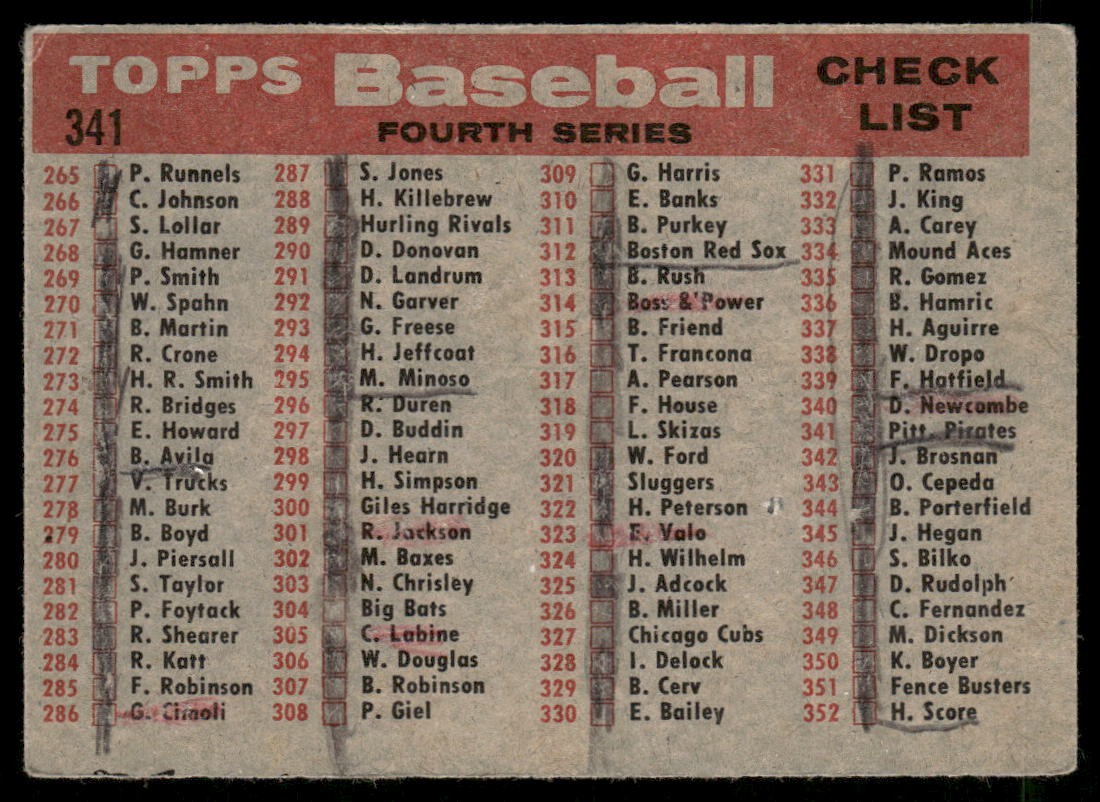 TOPPS Baseball CHECK LIST
341 FOURTH SERIES
265 P. Runnels
266 C. Johnson
267 S. Lollar
268 G. Hamner
269 P. Smith
270 W. Spahn
271 B. Martin
272 R. Crone
273 H. R. Smith
274 R. Bridges
275 E. Howard
276 B. Avila
277 V. Trucks
278 M. Burk
279 B. Boyd
280 J. Piersall
281 S. Taylor
282 P. Foytack
283 R. Shearer
284 R. Katt
285 F. Robinson
286 G. Cimoli
287 S. Jones
288 H. Killebrew
289 Hurling Rivals
290 D. Donovan
291 D. Landrum
292 N. Garver
293 G. Freese
294 H. Jeffcoat
295 M. Minoso
296 R. Duren
297 D. Buddin
298 J. Hearn
299 H. Simpson
300 Giles Harridge
301 R. Jackson
302 M. Baxes
303 N. Chrisley
304 Big Bats
305 C. Labine
306 W. Douglas
307 B. Robinson
308 P. Giel
309 G. Harris
310 E. Banks
311 B. Purkey
312 Boston Red Sox
313 B. Rush
314 Boss & Power
315 B. Friend
316 T. Francona
317 A. Pearson
318 F. House
319 L. Skizas
320 W. Ford
321 Sluggers
322 H. Peterson
323 E. Valo
324 H. Wilhelm
325 J. Adcock
326 B. Miller
327 Chicago Cubs
328 I. Delock
329 B. Cerv
330 E. Bailey
331 P. Ramos
332 J. King
333 A. Carey
334 Mound Aces
335 R. Gomez
336 B. Hamric
337 H. Aguirre
338 W. Dropo
339 F. Hatfield
340 D. Newcombe
341 Pitt. Pirates
342 J. Brosnan
343 O. Cepeda
344 B. Porterfield
345 J. Hegan
346 S. Bilko
347 D. Rudolph
348 C. Fernandez
349 M. Dickson
350 K. Boyer
351 Fence Busters
352 H. Score